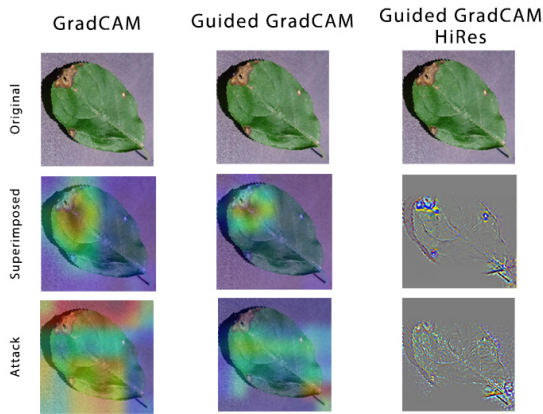 GradCAM
Guided GradCAM
Guided GradCAM
HiRes
Original
Superimposed
Attack